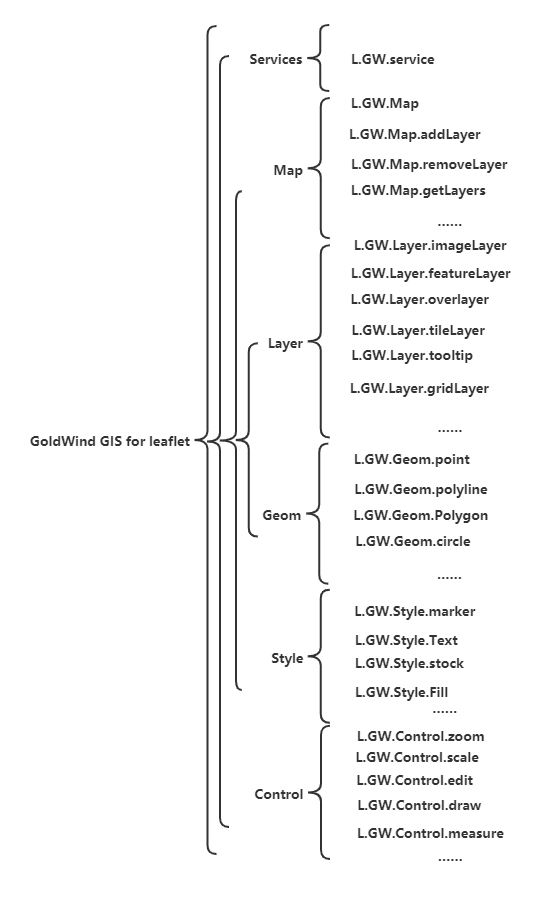 Services
L.GW.service
Map
L.GW.Map
L.GW.Map.addLayer
L.GW.Map.removeLayer
L.GW.Map.getLayers
......
GoldWind GIS for leaflet
Layer
L.GW.Layer.imageLayer
L.GW.Layer.featureLayer
L.GW.Layer.overlayer
L.GW.Layer.tileLayer
L.GW.Layer.tooltip
L.GW.Layer.gridLayer
......
Geom
L.GW.Geom.point
L.GW.Geom.polyline
L.GW.Geom.Polygon
L.GW.Geom.circle
......
Style
L.GW.Style.marker
L.GW.Style.Text
L.GW.Style.stock
L.GW.Style.Fill
......
Control
L.GW.Control.zoom
L.GW.Control.scale
L.GW.Control.edit
L.GW.Control.draw
L.GW.Control.measure
......